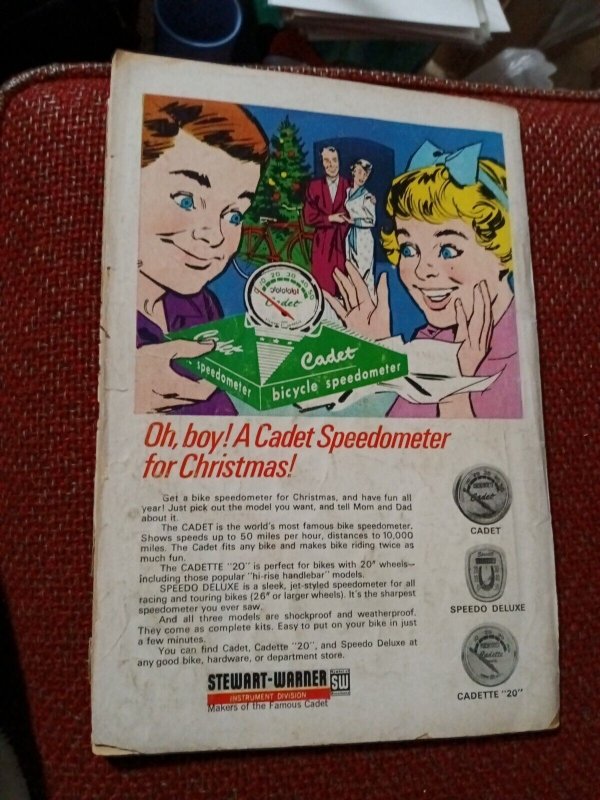 0 10 20 30 40 50
Cadet
Cadet
speedometer
bicycle speedometer
Oh, boy! A Cadet Speedometer
for Christmas!
Get a bike speedometer for Christmas, and have fun all
year! Just pick out the model you want, and tell Mom and Dad
about it.
The CADET is the world's most famous bike speedometer.
Shows speeds up to 50 miles per hour, distances to 10,000
miles. The Cadet fits any bike and makes bike riding twice as
much fun.
The CADETTE "20" is perfect for bikes with 20" wheels—
including those popular "hi-rise handlebar" models.
SPEEDO DELUXE is a sleek, jet-styled speedometer for all
racing and touring bikes (26" or larger wheels). It's the sharpest
speedometer you ever saw.
And all three models are shockproof and weatherproof.
They come as complete kits. Easy to put on your bike in just
a few minutes.
You can find Cadet, Cadette "20", and Speedo Deluxe at
any good bike, hardware, or department store.
STEWART-WARNER SW
INSTRUMENT DIVISION
Makers of the Famous Cadet
Cadet
CADET
SPEEDO DELUXE
Cadette
CADETTE "20"